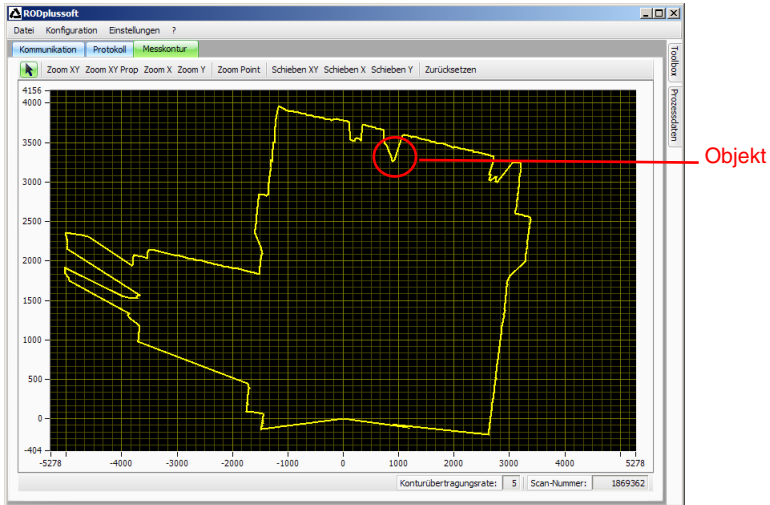 RODplussoft
Datei Konfiguration Einstellungen ?
Kommunikation Protokoll Messkontur
Zoom XY Zoom XY Prop Zoom X Zoom Y Zoom Point Schieben XY Schieben X Schieben Y Zurücksetzen
Toolbox
Prozessdaten
4156
4000
3500
3000
2500
2000
1500
1000
500
0
-404
-5278 -4000 -3000 -2000 -1000 0 1000 2000 3000 4000 5278
Objekt
Konturübertragungsrate: 5 Scan-Nummer: 1869362